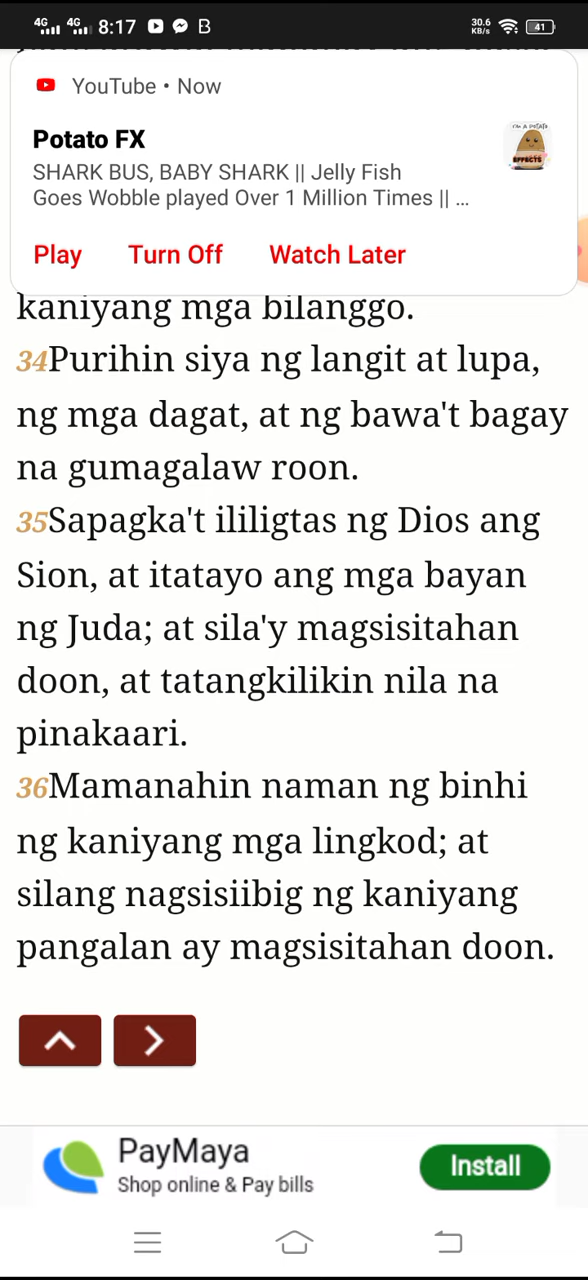 4G 4G 8:17 B 30.6 KB/s 41
YouTube • Now
Potato FX
I'M A POTATO
EFFECTS
SHARK BUS, BABY SHARK || Jelly Fish
Goes Wobble played Over 1 Million Times || ...
Play Turn Off Watch Later
kaniyang mga bilanggo.
34Purihin siya ng langit at lupa,
ng mga dagat, at ng bawa't bagay
na gumagalaw roon.
35Sapagka't ililigtas ng Dios ang
Sion, at itatayo ang mga bayan
ng Juda; at sila'y magsisitahan
doon, at tatangkilikin nila na
pinakaari.
36Mamanahin naman ng binhi
ng kaniyang mga lingkod; at
silang nagsisiibig ng kaniyang
pangalan ay magsisitahan doon.
PayMaya
Shop online & Pay bills
Install